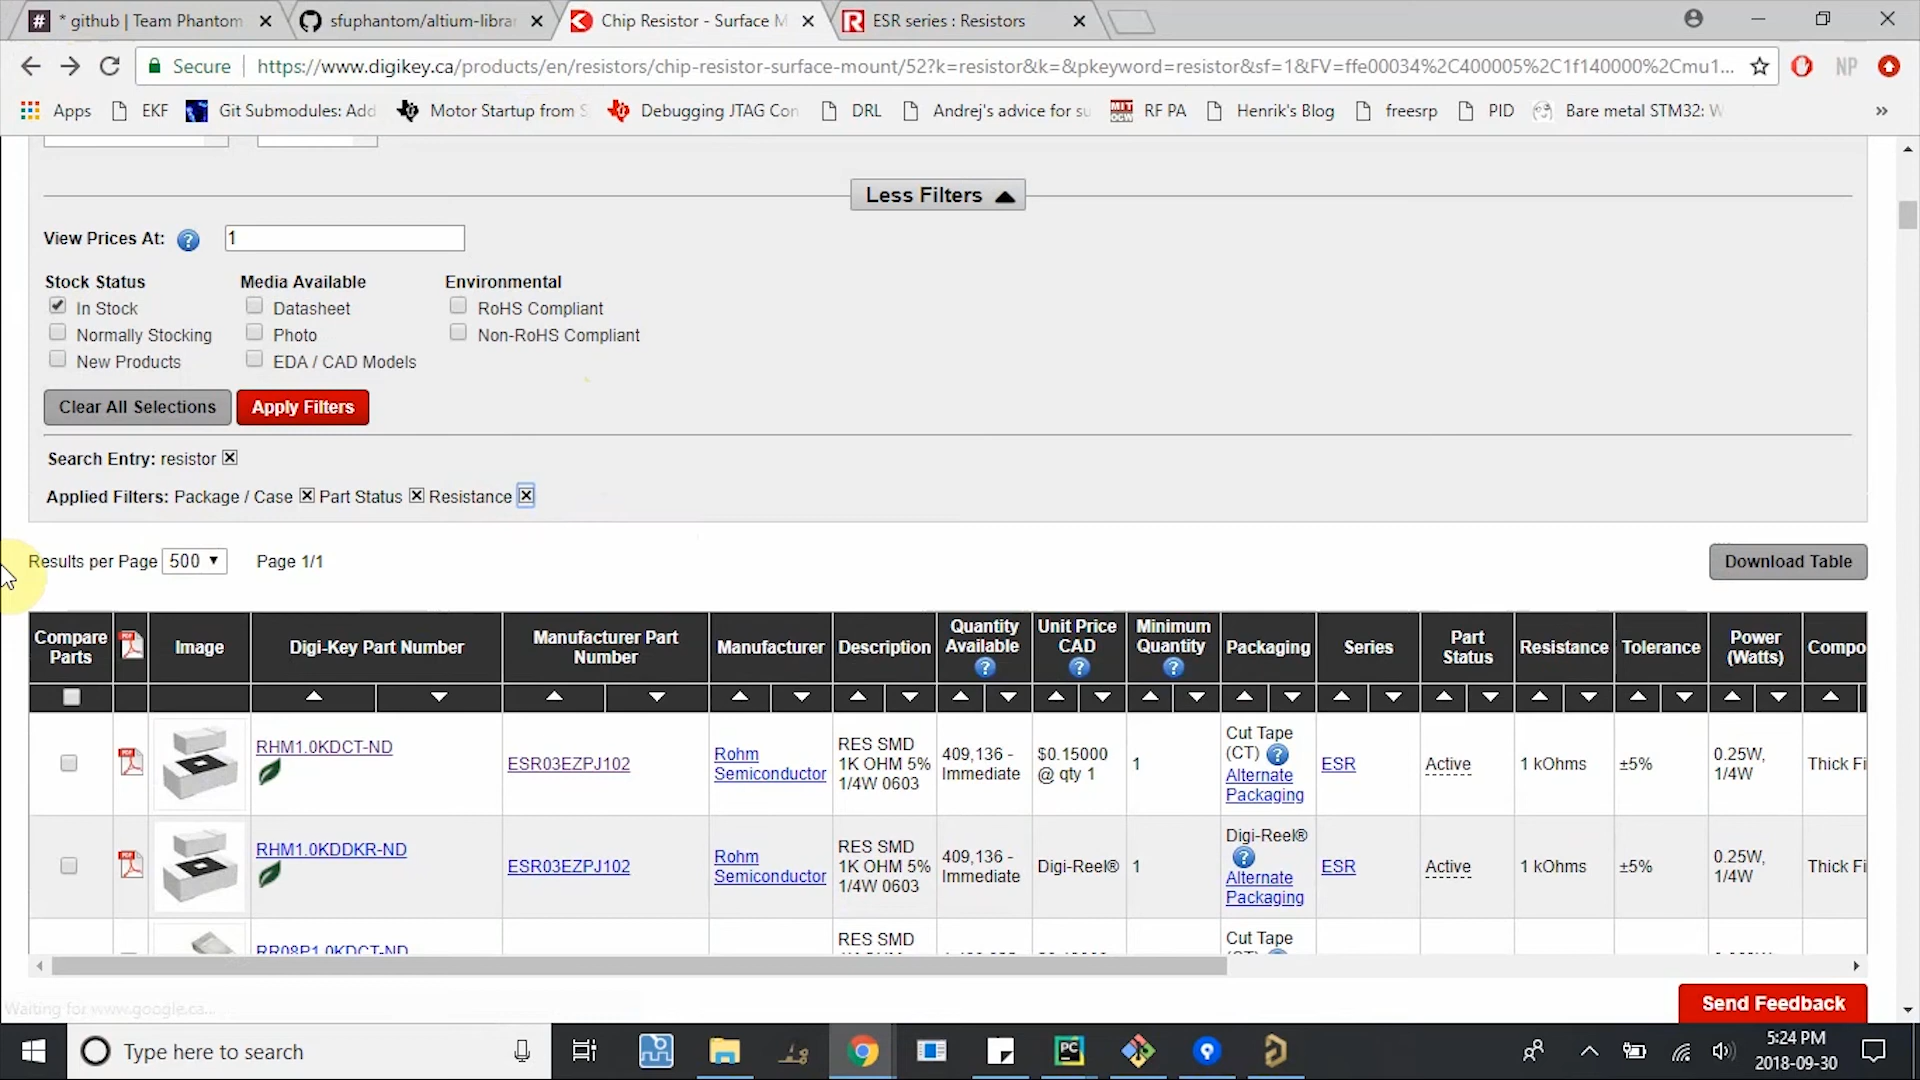 * github | Team Phantom
sfuphantom/altium-librar
Chip Resistor - Surface M
ESR series : Resistors
Secure
https://www.digikey.ca/products/en/resistors/chip-resistor-surface-mount/52?k=resistor&k=&pkeyword=resistor&sf=1&FV=ffe00034%2C400005%2C1f140000%2Cmu1...
NP
Apps
EKF
Git Submodules: Add
Motor Startup from S
Debugging JTAG Con
DRL
Andrej's advice for su
RF PA
Henrik's Blog
freesrp
PID
Bare metal STM32: W
»
Less Filters
View Prices At:
1
Stock Status
Media Available
Environmental
In Stock
Datasheet
RoHS Compliant
Normally Stocking
Photo
Non-RoHS Compliant
New Products
EDA / CAD Models
Clear All Selections
Apply Filters
Search Entry: resistor
Applied Filters: Package / Case Part Status Resistance
Results per Page 500
Page 1/1
Download Table
Compare Parts
Image
Digi-Key Part Number
Manufacturer Part Number
Manufacturer
Description
Quantity Available
Unit Price CAD
Minimum Quantity
Packaging
Series
Part Status
Resistance
Tolerance
Power (Watts)
Compo
RHM1.0KDCT-ND
ESR03EZPJ102
Rohm Semiconductor
RES SMD 1K OHM 5% 1/4W 0603
409,136 - Immediate
$0.15000 @ qty 1
1
Cut Tape (CT)
Alternate Packaging
ESR
Active
1 kOhms
±5%
0.25W, 1/4W
Thick Fi
RHM1.0KDDKR-ND
ESR03EZPJ102
Rohm Semiconductor
RES SMD 1K OHM 5% 1/4W 0603
409,136 - Immediate
Digi-Reel®
1
Digi-Reel®
Alternate Packaging
ESR
Active
1 kOhms
±5%
0.25W, 1/4W
Thick Fi
RR08P1.0KDCT-ND
RES SMD
Cut Tape
Waiting for www.google.ca...
Send Feedback
Type here to search
5:24 PM
2018-09-30